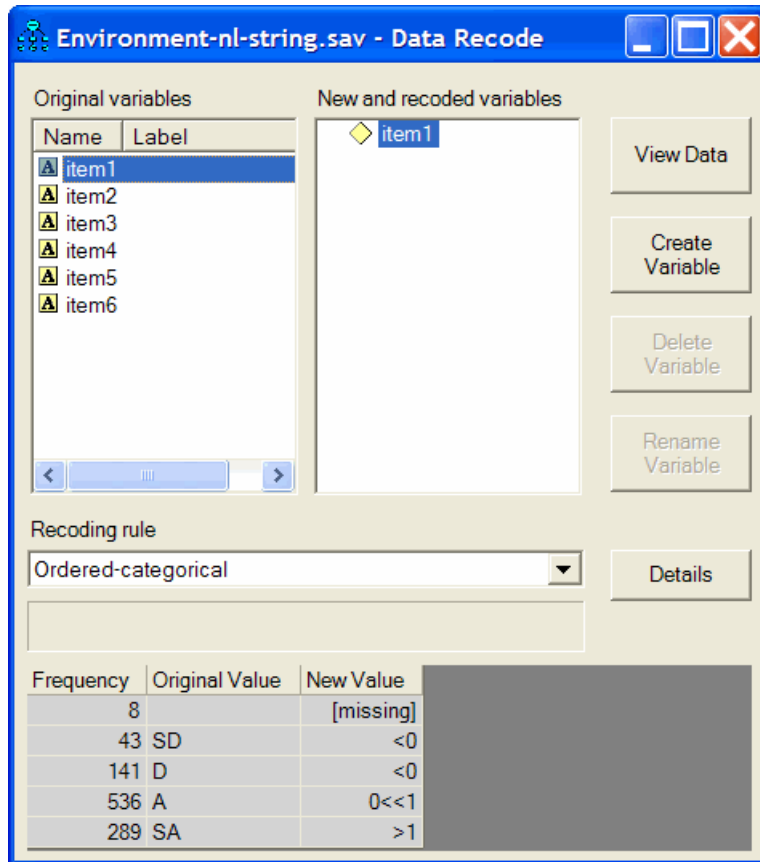 Environment-nl-string.sav - Data Recode
Original variables
New and recoded variables
Name Label
item1
item2
item3
item4
item5
item6
item1
View Data
Create
Variable
Delete
Variable
Rename
Variable
Recoding rule
Ordered-categorical
Details
Frequency Original Value New Value
8 [missing]
43 SD <0
141 D <0
536 A 0<<1
289 SA >1